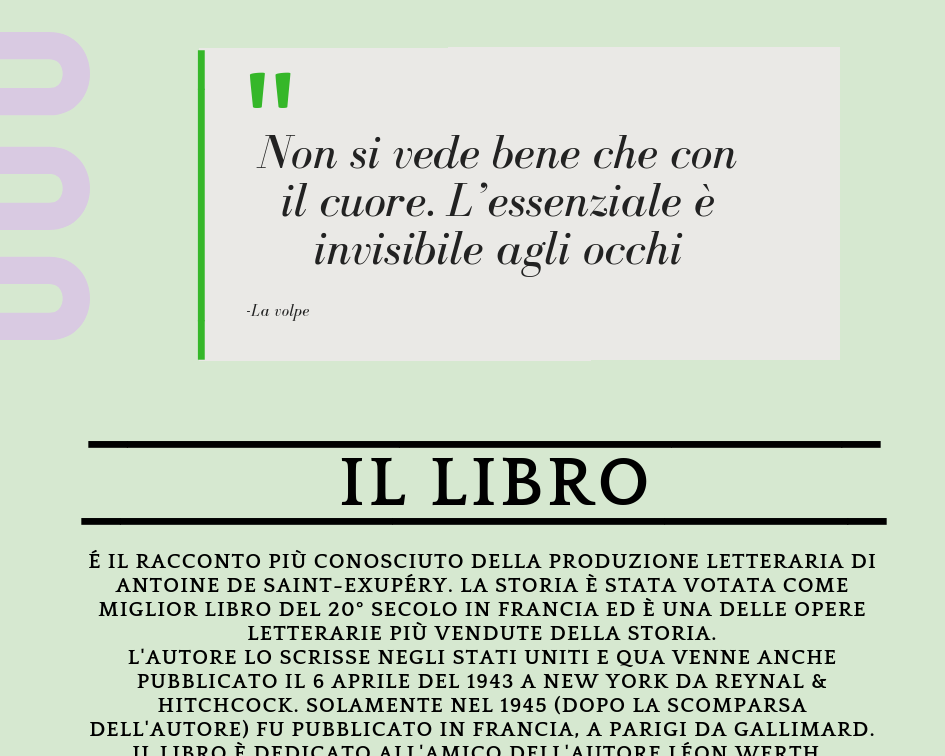 "
Non si vede bene che con
il cuore. L’essenziale è
invisibile agli occhi
-La volpe
IL LIBRO
É IL RACCONTO PIÙ CONOSCIUTO DELLA PRODUZIONE LETTERARIA DI
ANTOINE DE SAINT-EXUPÉRY. LA STORIA È STATA VOTATA COME
MIGLIOR LIBRO DEL 20° SECOLO IN FRANCIA ED È UNA DELLE OPERE
LETTERARIE PIÙ VENDUTE DELLA STORIA.
L'AUTORE LO SCRISSE NEGLI STATI UNITI E QUA VENNE ANCHE
PUBBLICATO IL 6 APRILE DEL 1943 A NEW YORK DA REYNAL &
HITCHCOCK. SOLAMENTE NEL 1945 (DOPO LA SCOMPARSA
DELL'AUTORE) FU PUBBLICATO IN FRANCIA, A PARIGI DA GALLIMARD.
IL LIBRO È DEDICATO ALL'AMICO DELL'AUTORE LÉON WERTH